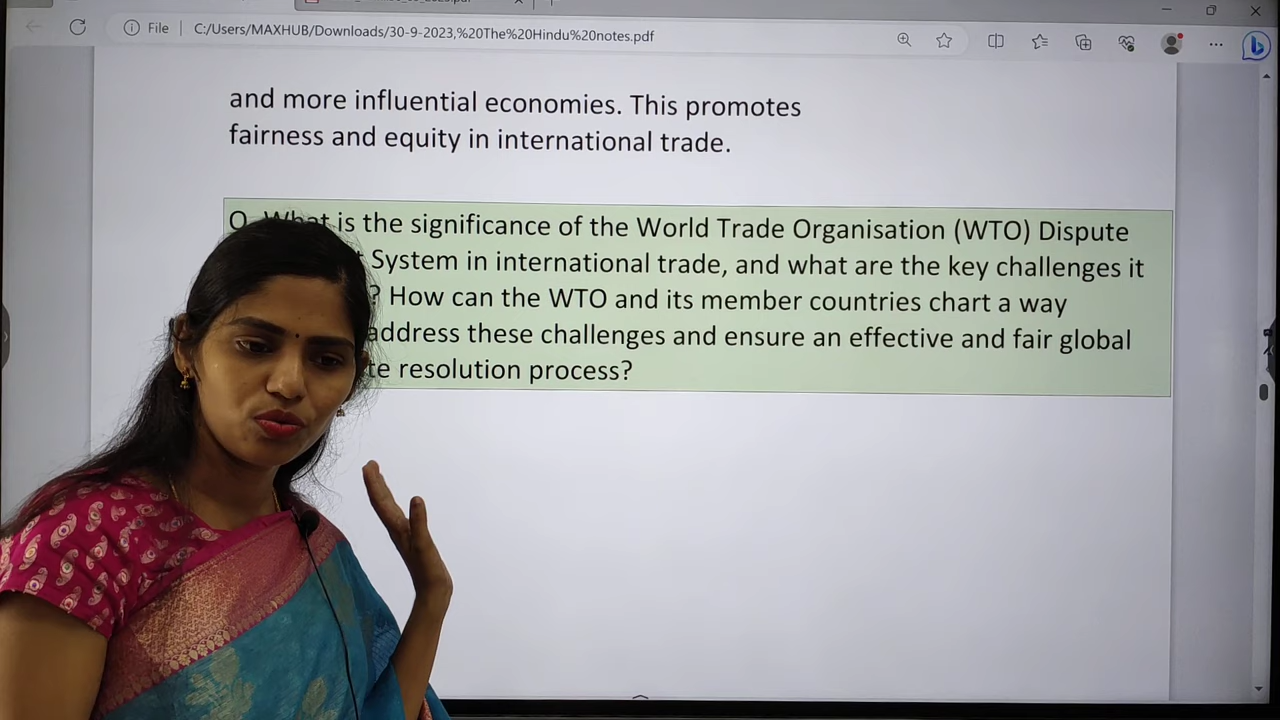 File C:/Users/MAXHUB/Downloads/30-9-2023,%20The%20Hindu%20notes.pdf
and more influential economies. This promotes
fairness and equity in international trade.
Q. What is the significance of the World Trade Organisation (WTO) Dispute
System in international trade, and what are the key challenges it
? How can the WTO and its member countries chart a way
address these challenges and ensure an effective and fair global
resolution process?